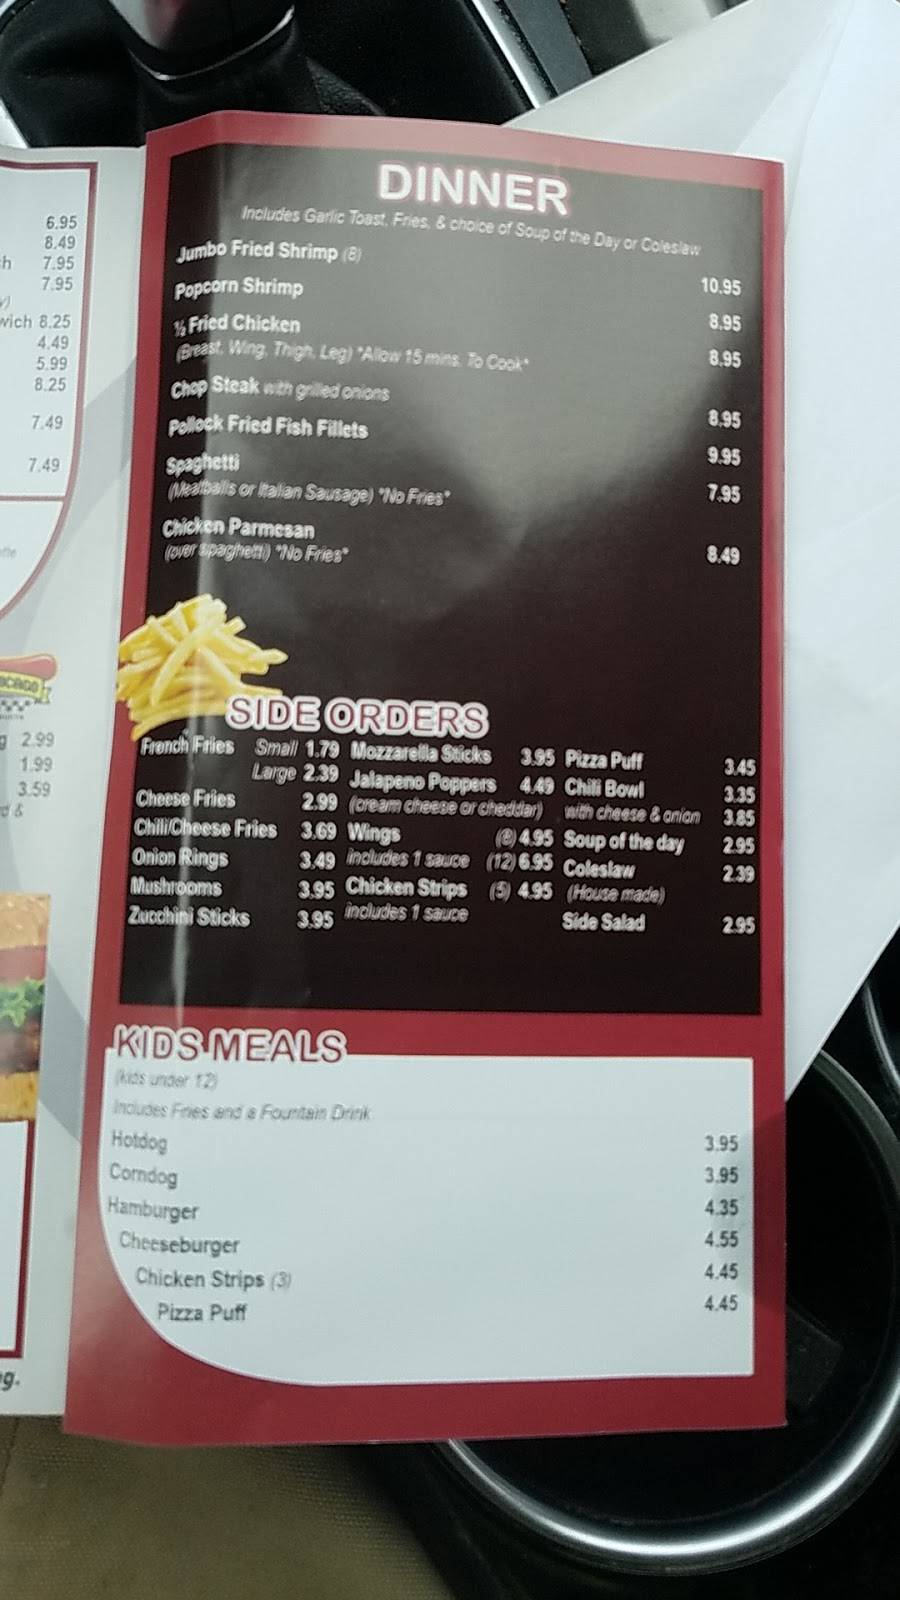 6.95
8.49
7.95
7.95
wich 8.25
4.49
5.99
8.25
7.49
7.49
2.99
1.99
3.59
DINNER
Includes Garlic Toast, Fries, & choice of Soup of the Day or Coleslaw
Jumbo Fried Shrimp (8) 10.95
Popcorn Shrimp 8.95
½ Fried Chicken 8.95
(Breast, Wing, Thigh, Leg) *Allow 15 mins. To Cook*
Chop Steak with grilled onions 8.95
Pollock Fried Fish Fillets 9.95
Spaghetti 7.95
(Meatballs or Italian Sausage) *No Fries*
Chicken Parmesan 8.49
(over spaghetti) *No Fries*
SIDE ORDERS
French Fries Small 1.79
Large 2.39
Cheese Fries 2.99
Chili/Cheese Fries 3.69
Onion Rings 3.49
Mushrooms 3.95
Zucchini Sticks 3.95
Mozzarella Sticks 3.95
Jalapeno Poppers 4.49
(cream cheese or cheddar)
Wings (8) 4.95
includes 1 sauce (12) 6.95
Chicken Strips (5) 4.95
includes 1 sauce
Pizza Puff 3.45
Chili Bowl 3.35
with cheese & onion 3.85
Soup of the day 2.95
Coleslaw 2.39
(House made)
Side Salad 2.95
KIDS MEALS
(kids under 12)
Includes Fries and a Fountain Drink
Hotdog 3.95
Corndog 3.95
Hamburger 4.35
Cheeseburger 4.55
Chicken Strips (3) 4.45
Pizza Puff 4.45